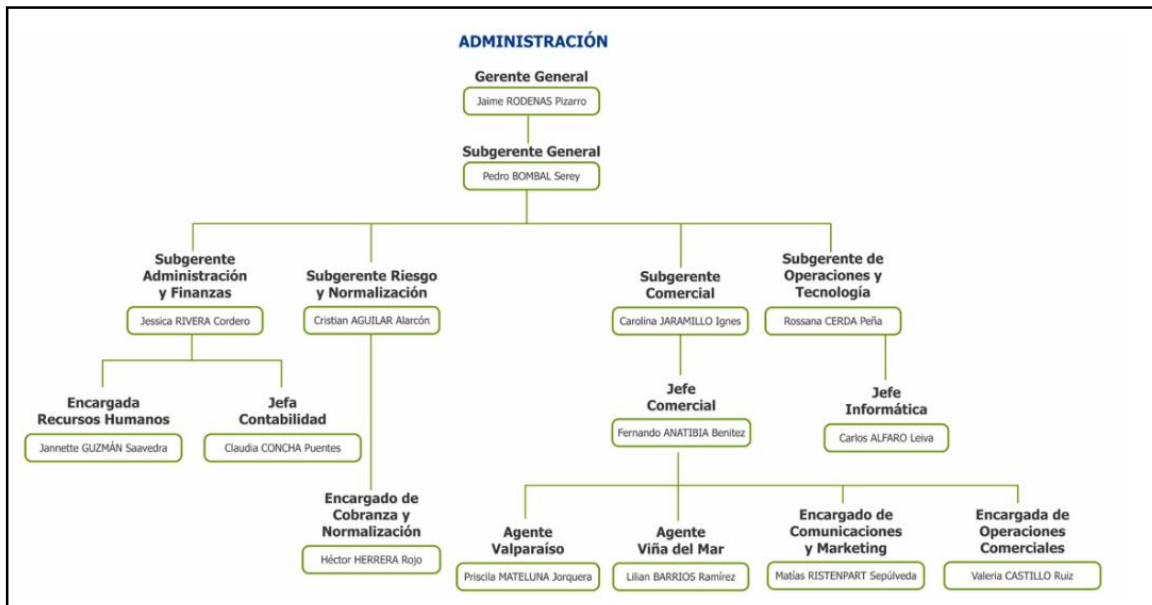 ADMINISTRACIÓN
Gerente General
Jaime RODENAS Pizarro
Subgerente General
Pedro BOMBAL Serey
Subgerente
Administración
y Finanzas
Jessica RIVERA Cordero
Subgerente Riesgo
y Normalización
Cristian AGUILAR Alarcón
Subgerente
Comercial
Carolina JARAMILLO Ignes
Subgerente de
Operaciones y
Tecnología
Rossana CERDA Peña
Encargada
Recursos Humanos
Jannette GUZMÁN Saavedra
Jefa
Contabilidad
Claudia CONCHA Puentes
Jefe
Comercial
Fernando ANATIBIA Benitez
Jefe
Informática
Carlos ALFARO Leiva
Encargado de
Cobranza y
Normalización
Héctor HERRERA Rojo
Agente
Valparaíso
Priscila MATELUNA Jorquera
Agente
Viña del Mar
Lilian BARRIOS Ramírez
Encargado de
Comunicaciones
y Marketing
Matías RISTENPART Sepúlveda
Encargada de
Operaciones
Comerciales
Valeria CASTILLO Ruiz